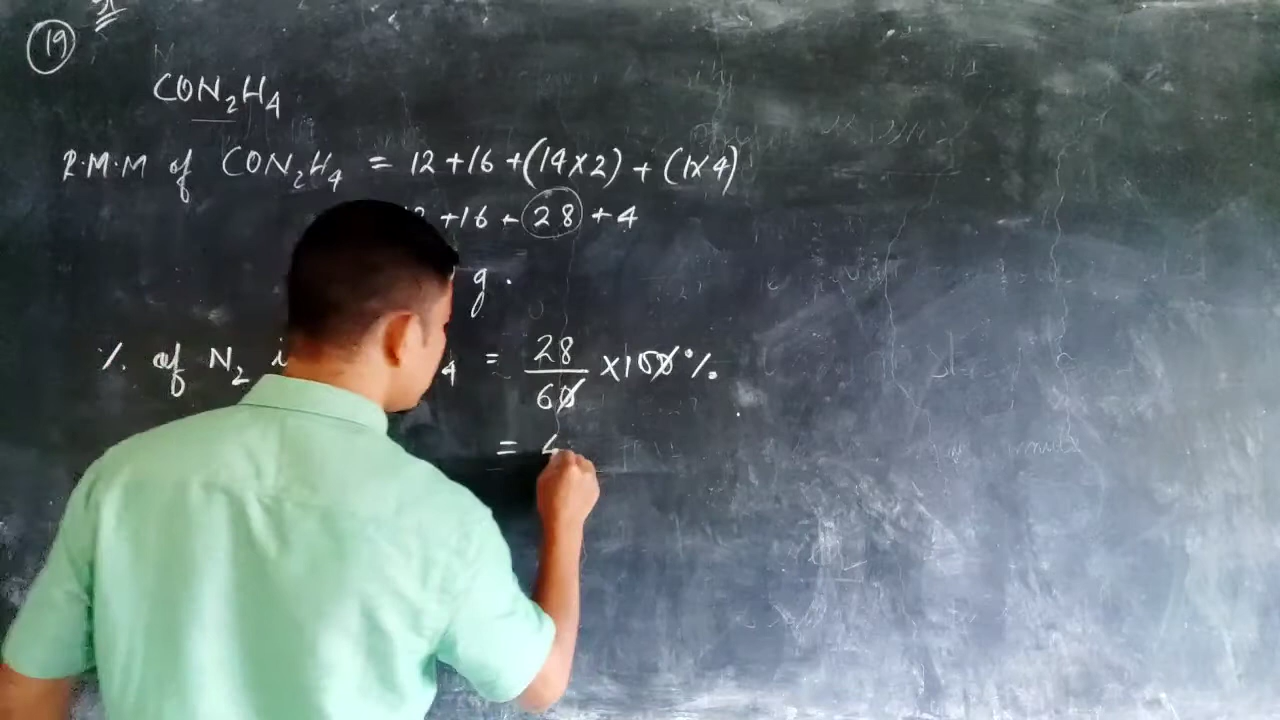 19
CON₂H₄
R.M.M of CON₂H₄ = 12 + 16 + (14 × 2) + (1 × 4)
+ 16 + 28 + 4
g.
% of N₂ 4 = 28/60 × 100 %
= 4